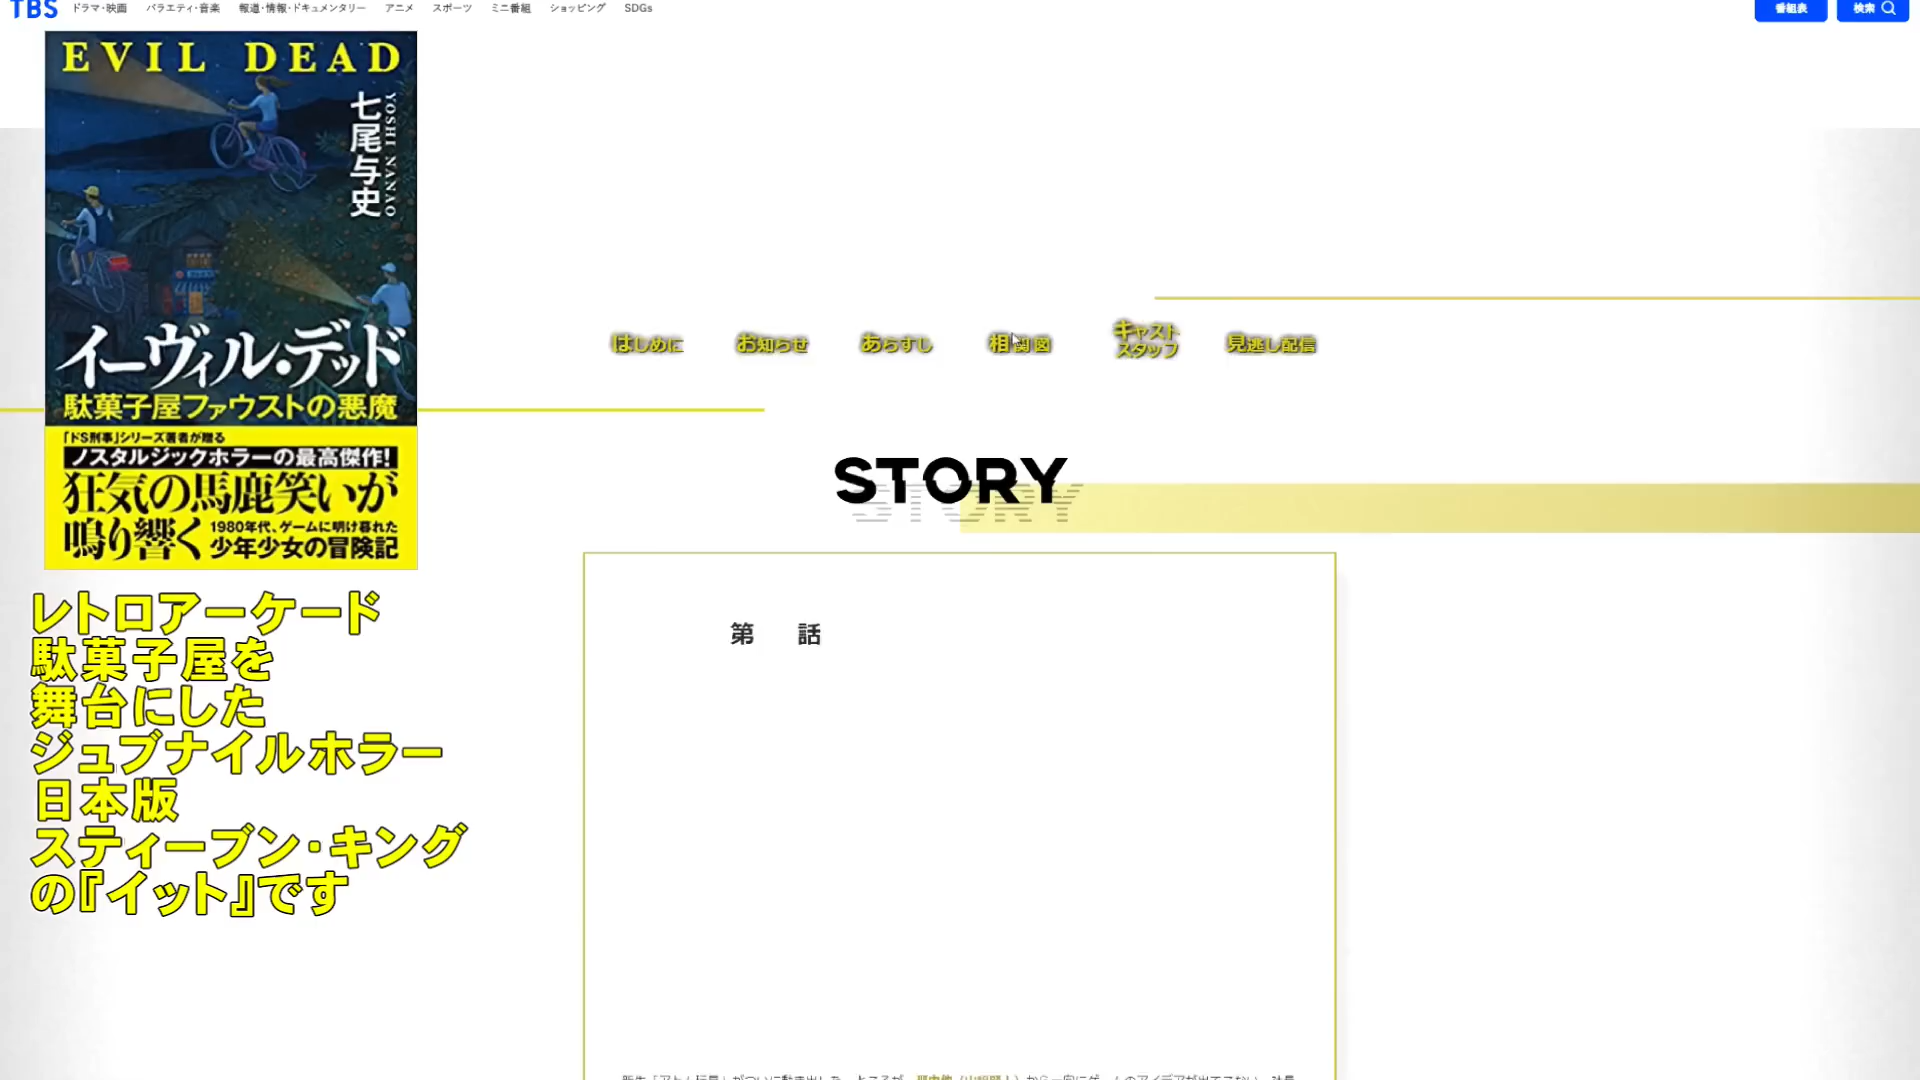 TBS ドラマ・映画 バラエティ・音楽 報道・情報・ドキュメンタリー アニメ スポーツ ミニ番組 ショッピング SDGs 番組表 検索
EVIL DEAD
七尾与史
YOSHI NANAO
イーヴィル・デッド
駄菓子屋ファウストの悪魔
「ドS刑事」シリーズ著者が贈る
ノスタルジックホラーの最高傑作!
狂気の馬鹿笑いが
鳴り響く
1980年代、ゲームに明け暮れた
少年少女の冒険記
レトロアーケード
駄菓子屋を
舞台にした
ジュブナイルホラー
日本版
スティーブン・キング
の『イット』です
はじめに お知らせ あらすじ 相関図 キャスト スタッフ 見逃し配信
STORY
第 話